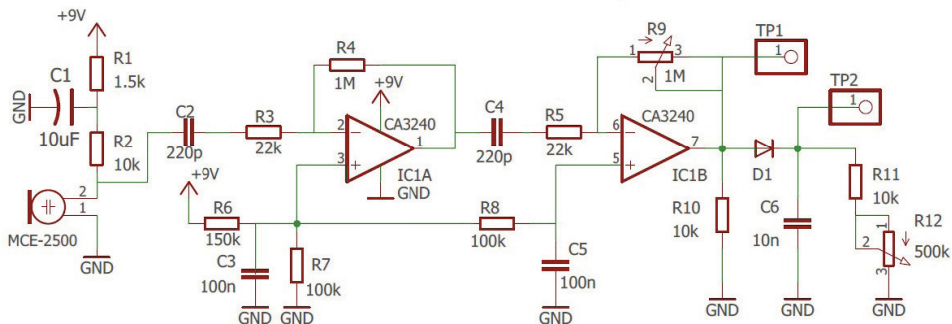 +9V
R1
1.5k
C1
10uF
GND
R2
10k
2
1
MCE-2500
GND
C2
220p
R3
22k
R4
1M
+9V
2
3
1
CA3240
IC1A
GND
+9V
R6
150k
C3
100n
GND
R7
100k
GND
C4
220p
R5
22k
R8
100k
C5
100n
GND
R9
1
3
2
1M
CA3240
6
5
7
IC1B
TP1
1
TP2
1
D1
R10
10k
GND
C6
10n
GND
R11
10k
R12
500k
1
2
3
GND